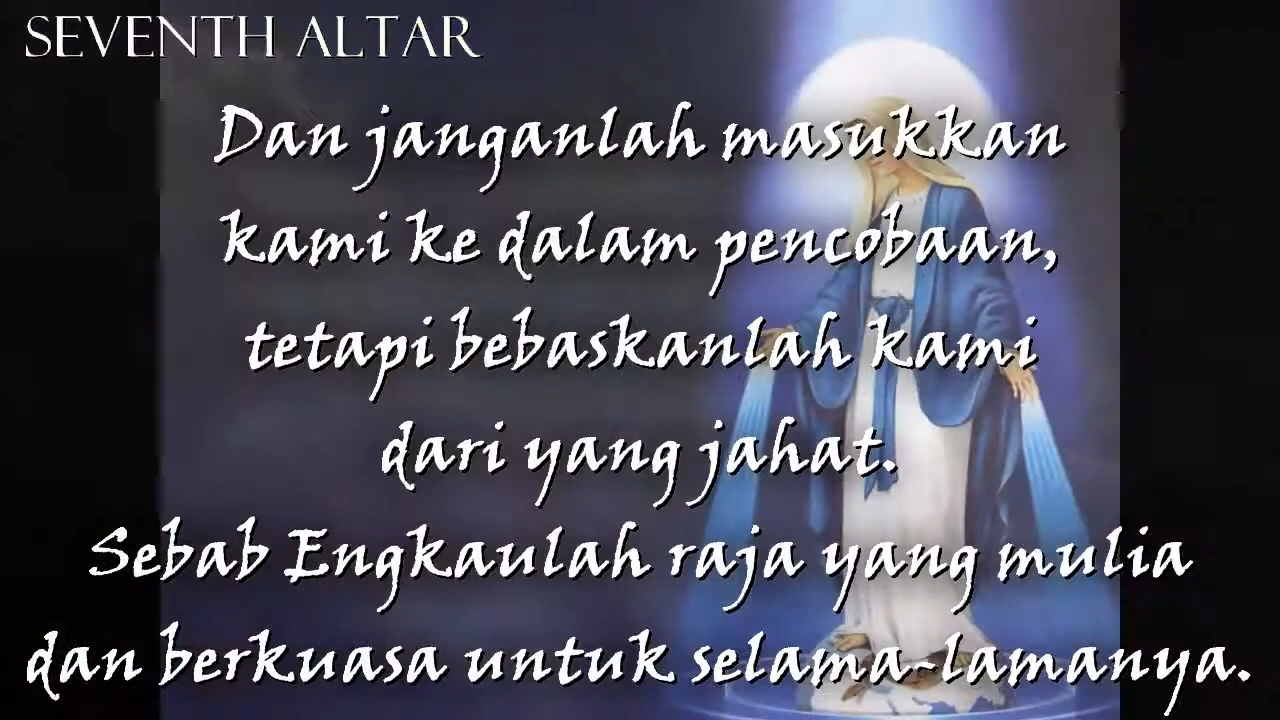 SEVENTH ALTAR
Dan janganlah masukkan
kami ke dalam pencobaan,
tetapi bebaskanlah kami
dari yang jahat.
Sebab Engkaulah raja yang mulia
dan berkuasa untuk selama-lamanya.